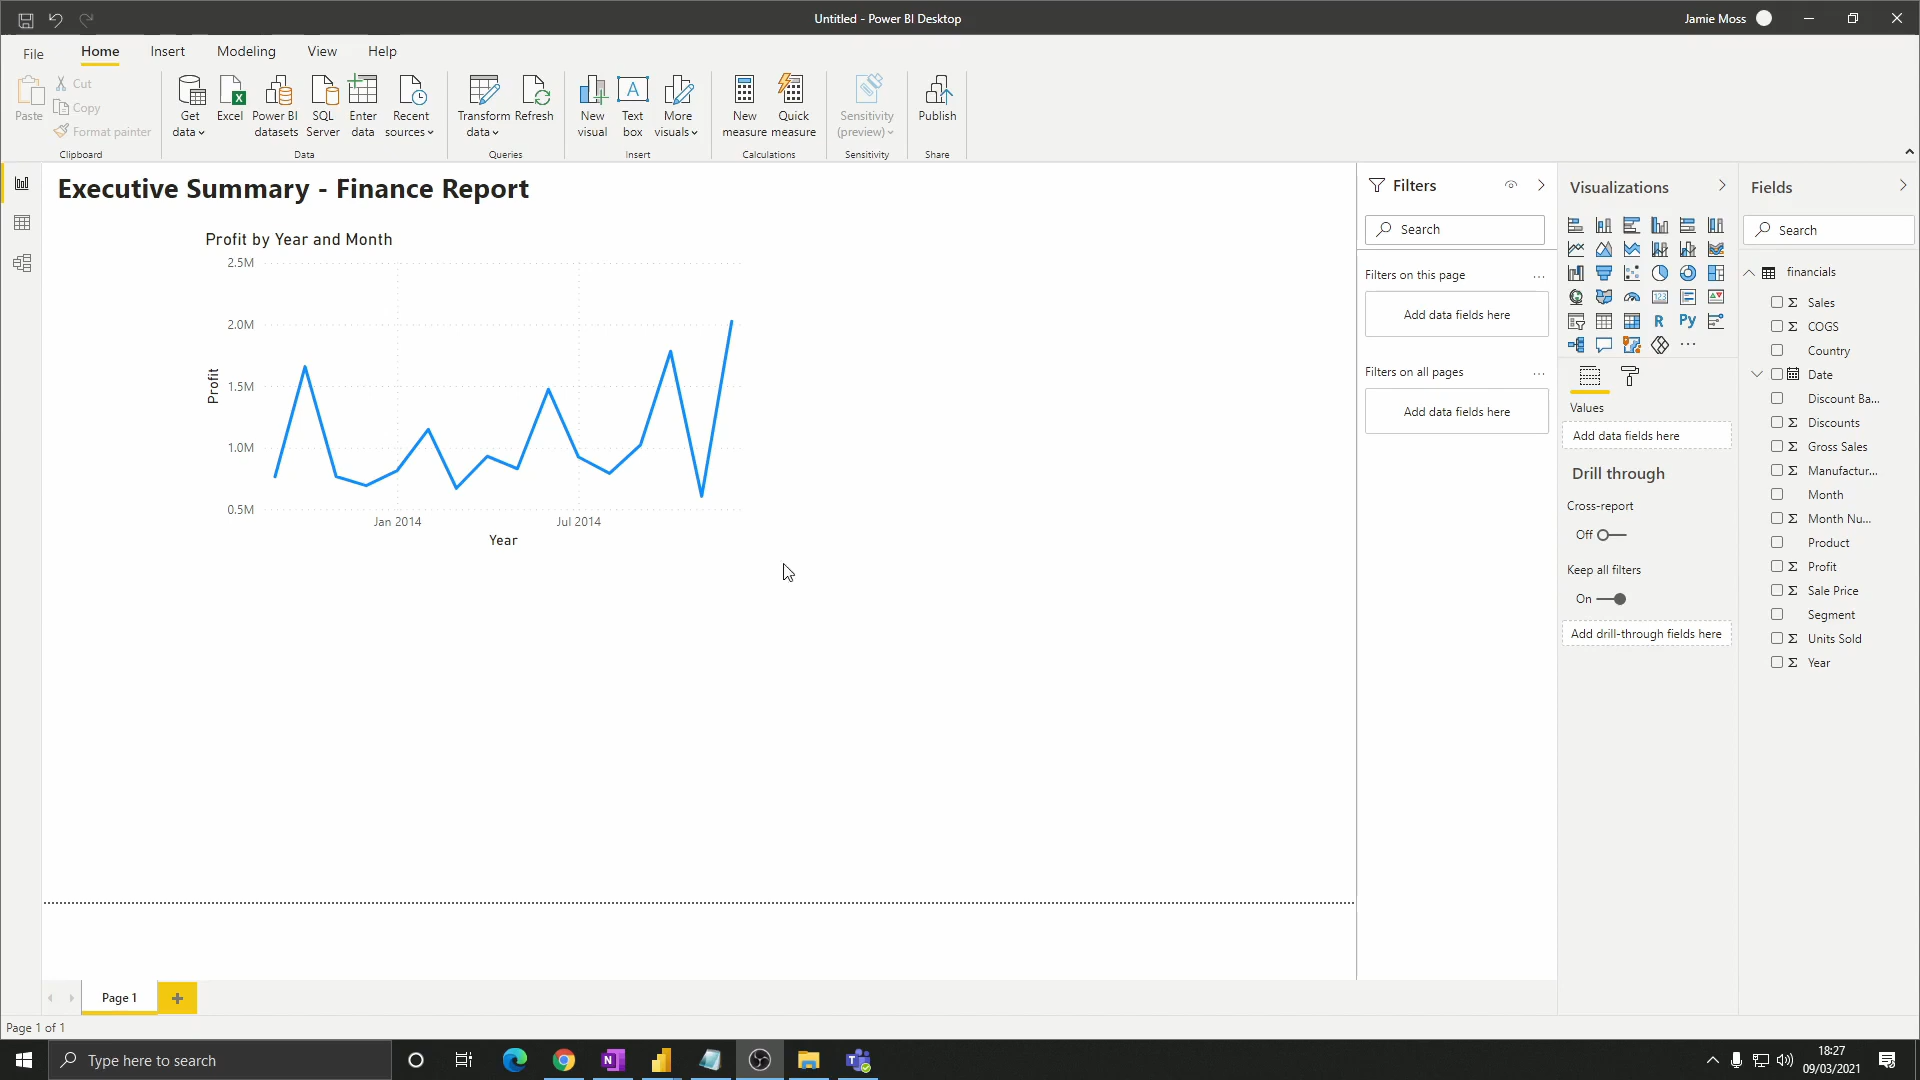 Untitled - Power BI Desktop
Jamie Moss
File
Home
Insert
Modeling
View
Help
Paste
Cut
Copy
Format painter
Clipboard
Get data
Excel
Power BI datasets
SQL Server
Enter data
Recent sources
Data
Transform data
Refresh
Queries
New visual
Text box
More visuals
Insert
New measure
Quick measure
Calculations
Sensitivity (preview)
Sensitivity
Publish
Share
Executive Summary - Finance Report
Profit by Year and Month
2.5M
2.0M
1.5M
1.0M
0.5M
Profit
Jan 2014
Jul 2014
Year
Filters
Search
Filters on this page
Add data fields here
Filters on all pages
Add data fields here
Visualizations
123
R
Py
Values
Add data fields here
Drill through
Cross-report
Off
Keep all filters
On
Add drill-through fields here
Fields
Search
financials
Σ Sales
Σ COGS
Country
Date
Discount Ba...
Σ Discounts
Σ Gross Sales
Σ Manufactur...
Month
Σ Month Nu...
Product
Σ Profit
Σ Sale Price
Segment
Σ Units Sold
Σ Year
Page 1
Page 1 of 1
Type here to search
18:27
09/03/2021